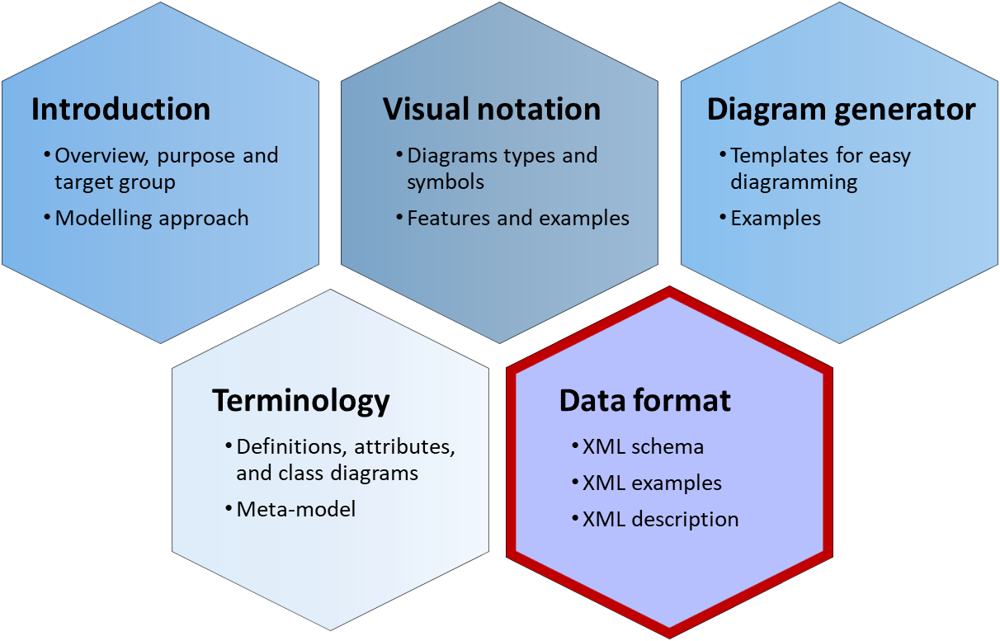 Introduction
• Overview, purpose and
target group
• Modelling approach
Visual notation
• Diagrams types and
symbols
• Features and examples
Diagram generator
• Templates for easy
diagramming
• Examples
Terminology
• Definitions, attributes,
and class diagrams
• Meta-model
Data format
• XML schema
• XML examples
• XML description